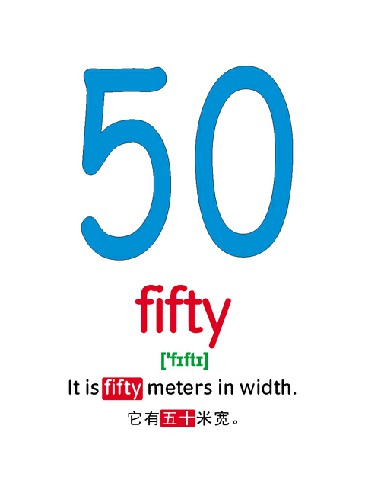 50
fifty
['fɪftɪ]
It is fifty meters in width.
它有五十米宽。